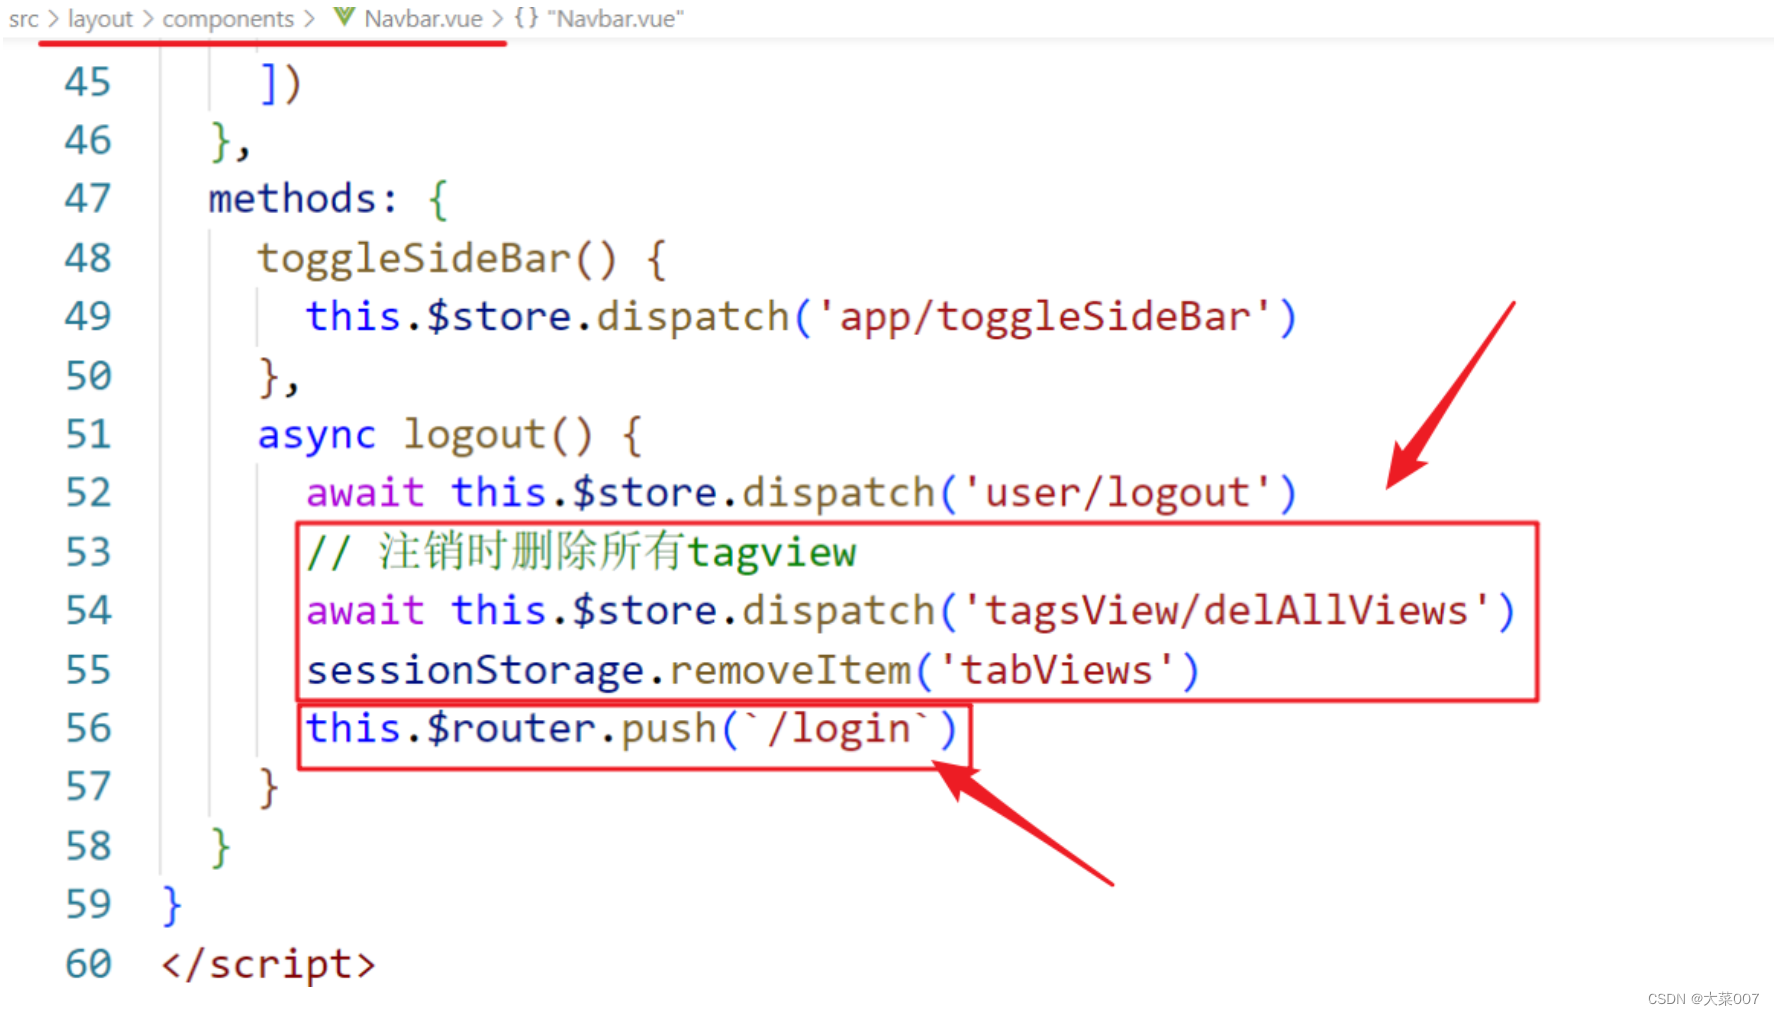 src > layout > components > Navbar.vue > {} "Navbar.vue"
45 ])
46 },
47 methods: {
48 toggleSideBar() {
49 this.$store.dispatch('app/toggleSideBar')
50 },
51 async logout() {
52 await this.$store.dispatch('user/logout')
53 // 注销时删除所有tagview
54 await this.$store.dispatch('tagsView/delAllViews')
55 sessionStorage.removeItem('tabViews')
56 this.$router.push(`/login`)
57 }
58 }
59 }
60 </script>
CSDN @大菜007